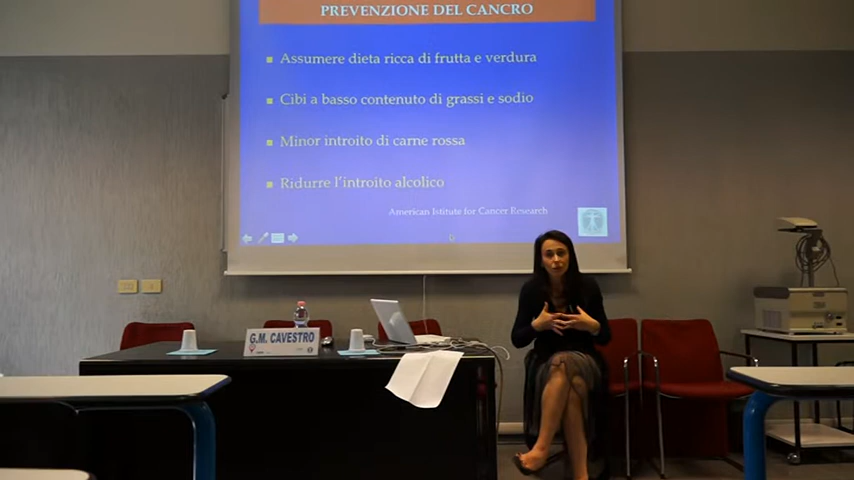 PREVENZIONE DEL CANCRO
Assumere dieta ricca di frutta e verdura
Cibi a basso contenuto di grassi e sodio
Minor introito di carne rossa
Ridurre l'introito alcolico
American Istitute for Cancer Research
G.M. CAVESTRO